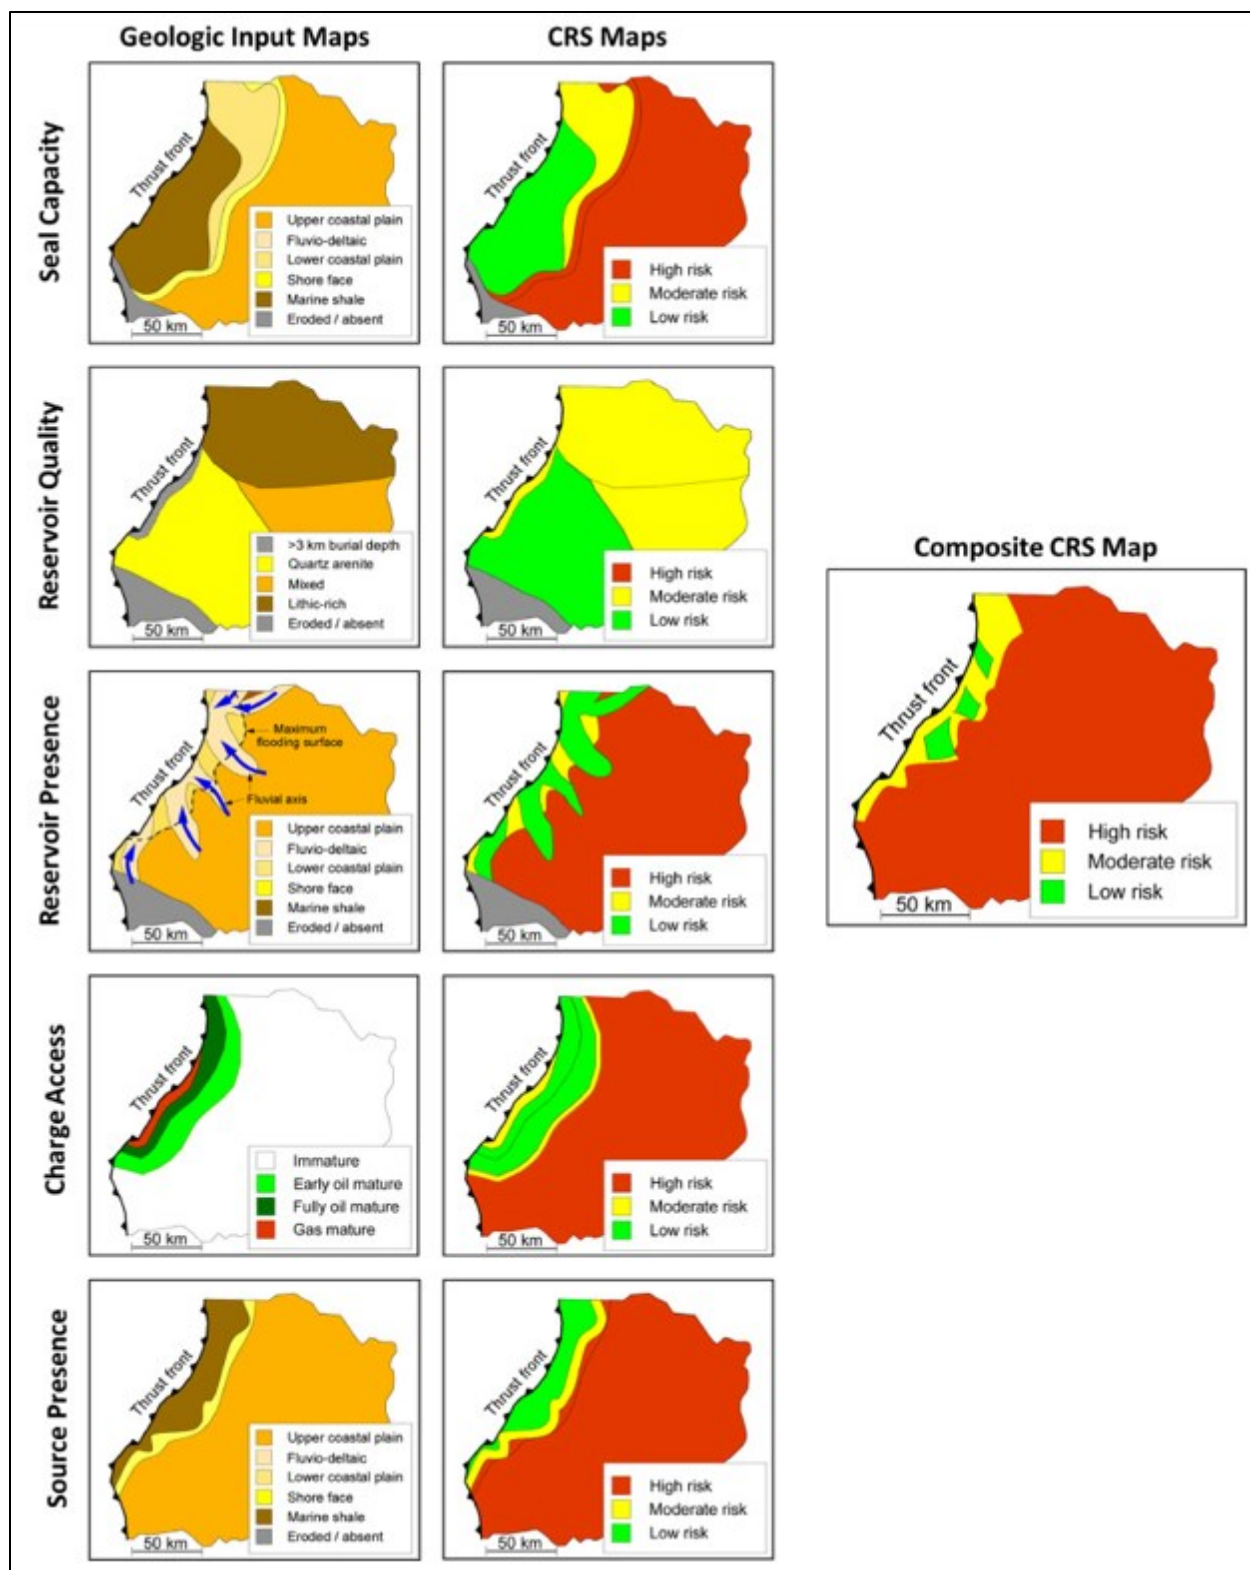 Geologic Input Maps
CRS Maps
Seal Capacity
Thrust front
Upper coastal plain
Fluvio-deltaic
Lower coastal plain
Shore face
Marine shale
Eroded / absent
50 km
Thrust front
High risk
Moderate risk
Low risk
50 km
Reservoir Quality
Thrust front
>3 km burial depth
Quartz arenite
Mixed
Lithic-rich
Eroded / absent
50 km
Thrust front
High risk
Moderate risk
Low risk
50 km
Composite CRS Map
Thrust front
High risk
Moderate risk
Low risk
50 km
Reservoir Presence
Thrust front
Maximum
flooding surface
Fluvial axis
Upper coastal plain
Fluvio-deltaic
Lower coastal plain
Shore face
Marine shale
Eroded / absent
50 km
Thrust front
High risk
Moderate risk
Low risk
50 km
Charge Access
Thrust front
Immature
Early oil mature
Fully oil mature
Gas mature
50 km
Thrust front
High risk
Moderate risk
Low risk
50 km
Source Presence
Thrust front
Upper coastal plain
Fluvio-deltaic
Lower coastal plain
Shore face
Marine shale
Eroded / absent
50 km
Thrust front
High risk
Moderate risk
Low risk
50 km